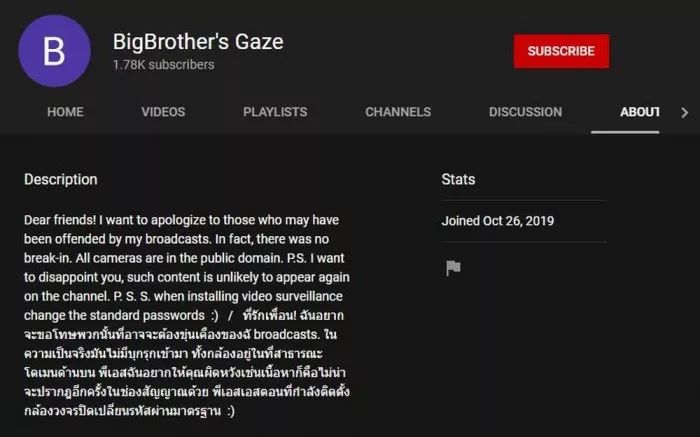 B
BigBrother's Gaze
1.78K subscribers
SUBSCRIBE
HOME VIDEOS PLAYLISTS CHANNELS DISCUSSION ABOUT
Description
Dear friends! I want to apologize to those who may have
been offended by my broadcasts. In fact, there was no
break-in. All cameras are in the public domain. P.S. I want
to disappoint you, such content is unlikely to appear again
on the channel. P. S. S. when installing video surveillance
change the standard passwords :) / ที่รักเพื่อน! ฉันอยาก
จะขอโทษพวกนั้นที่อาจจะต้องขุ่นเคืองของฉั broadcasts. ใน
ความเป็นจริงมันไม่มีบุกรุกเข้ามา ทั้งกล้องอยู่ในที่สาธารณะ
โดเมนด้านบน พีเอสฉันอยากให้คุณผิดหวังเช่นเนื้อหาก็คือไม่น่า
จะปรากฏอีกครั้งในช่องสัญญาณด้วย พีเอสเอสตอนที่กำลังติดตั้ง
กล้องวงจรปิดเปลี่ยนรหัสผ่านมาตรฐาน :)
Stats
Joined Oct 26, 2019